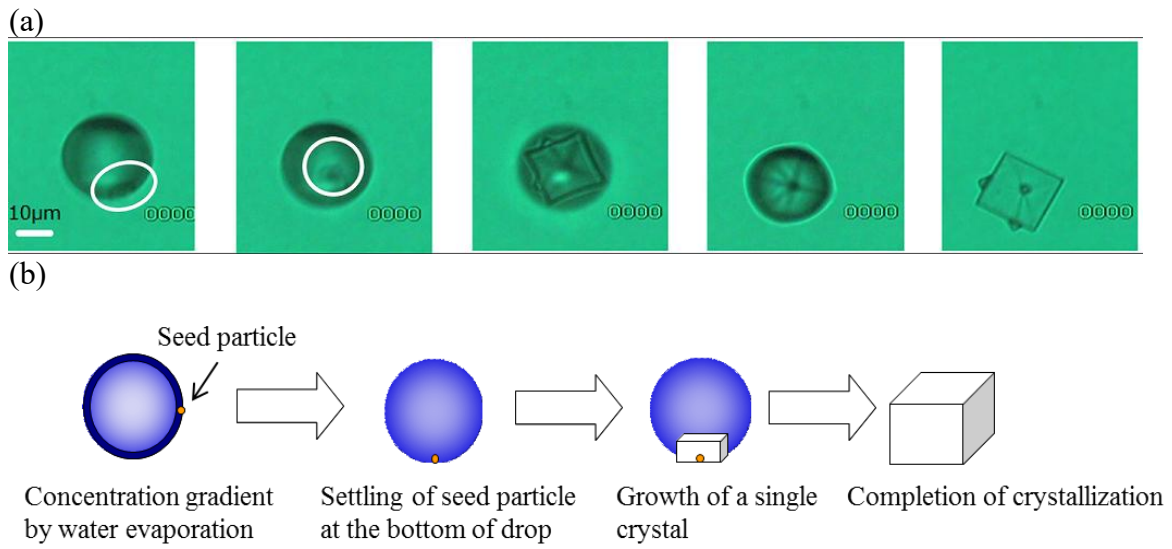 (a)
10μm
0000
0000
0000
0000
0000
(b)
Seed particle
Concentration gradient
by water evaporation
Settling of seed particle
at the bottom of drop
Growth of a single
crystal
Completion of crystallization